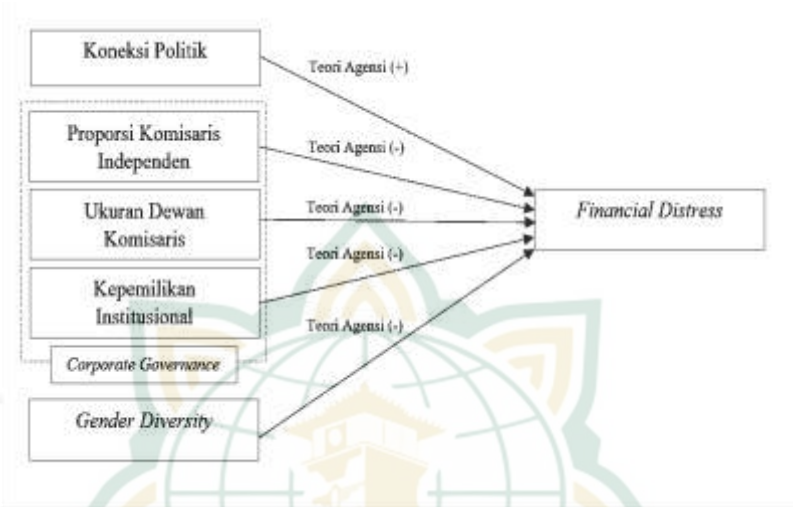 Koneksi Politik
Teori Agensi (+)
Proporsi Komisaris
Independen
Teori Agensi (-)
Ukuran Dewan
Komisaris
Teori Agensi (-)
Financial Distress
Kepemilikan
Institusional
Teori Agensi (-)
Corporate Governance
Teori Agensi (-)
Gender Diversity